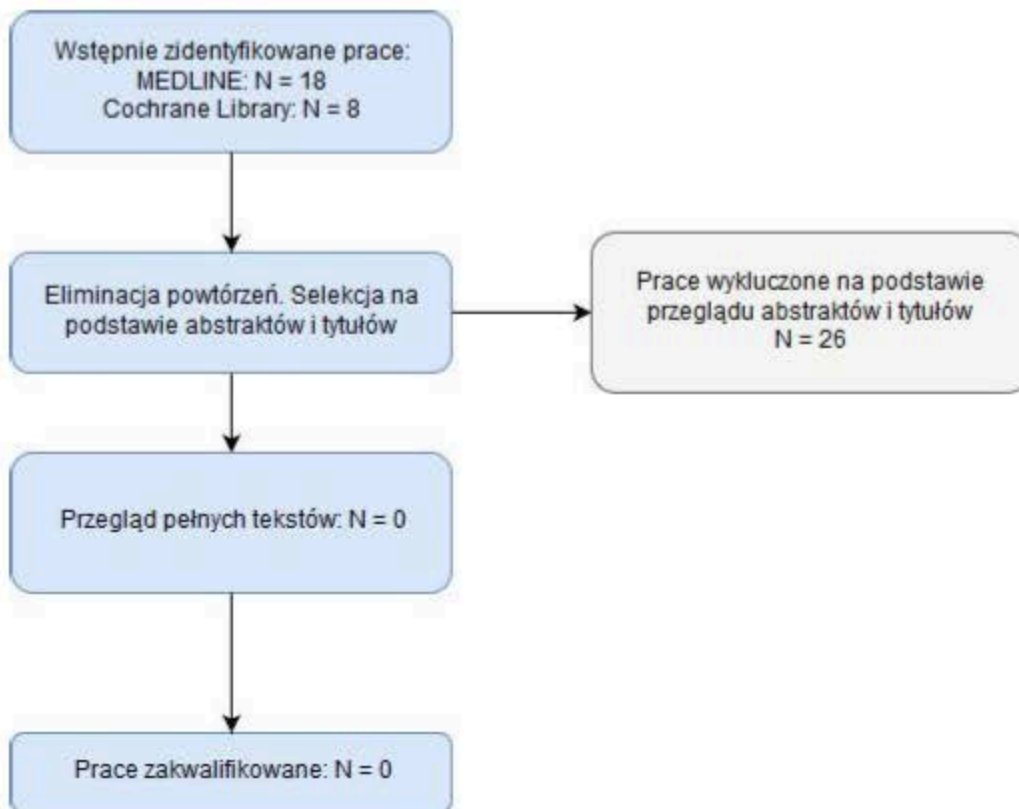 Wstępnie zidentyfikowane prace:
MEDLINE: N = 18
Cochrane Library: N = 8
Eliminacja powtórzeń. Selekcja na
podstawie abstraktów i tytułów
Prace wykluczone na podstawie
przeglądu abstraktów i tytułów
N = 26
Przegląd pełnych tekstów: N = 0
Prace zakwalifikowane: N = 0